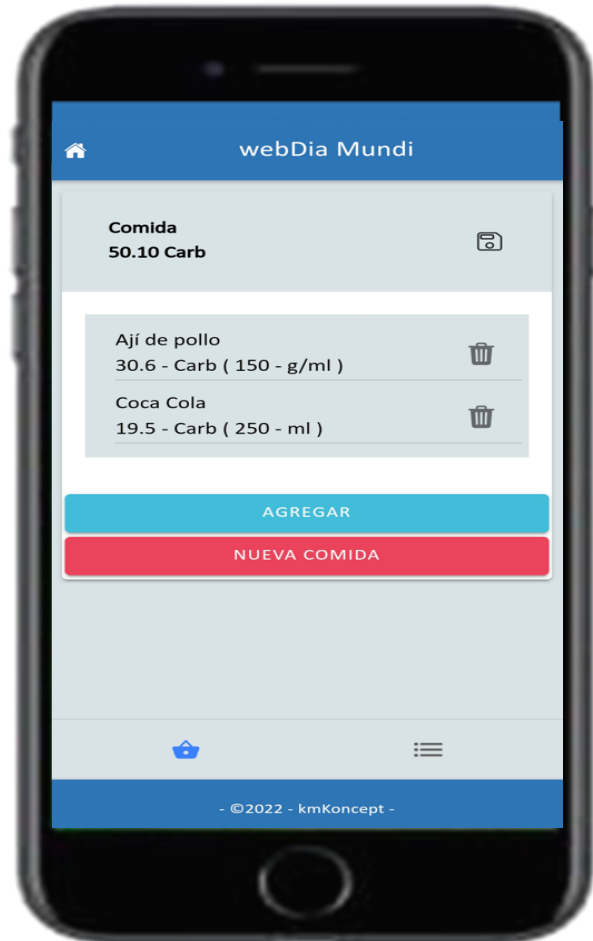 webDia Mundi
Comida
50.10 Carb
Ají de pollo
30.6 - Carb ( 150 - g/ml )
Coca Cola
19.5 - Carb ( 250 - ml )
AGREGAR
NUEVA COMIDA
- ©2022 - kmKoncept -